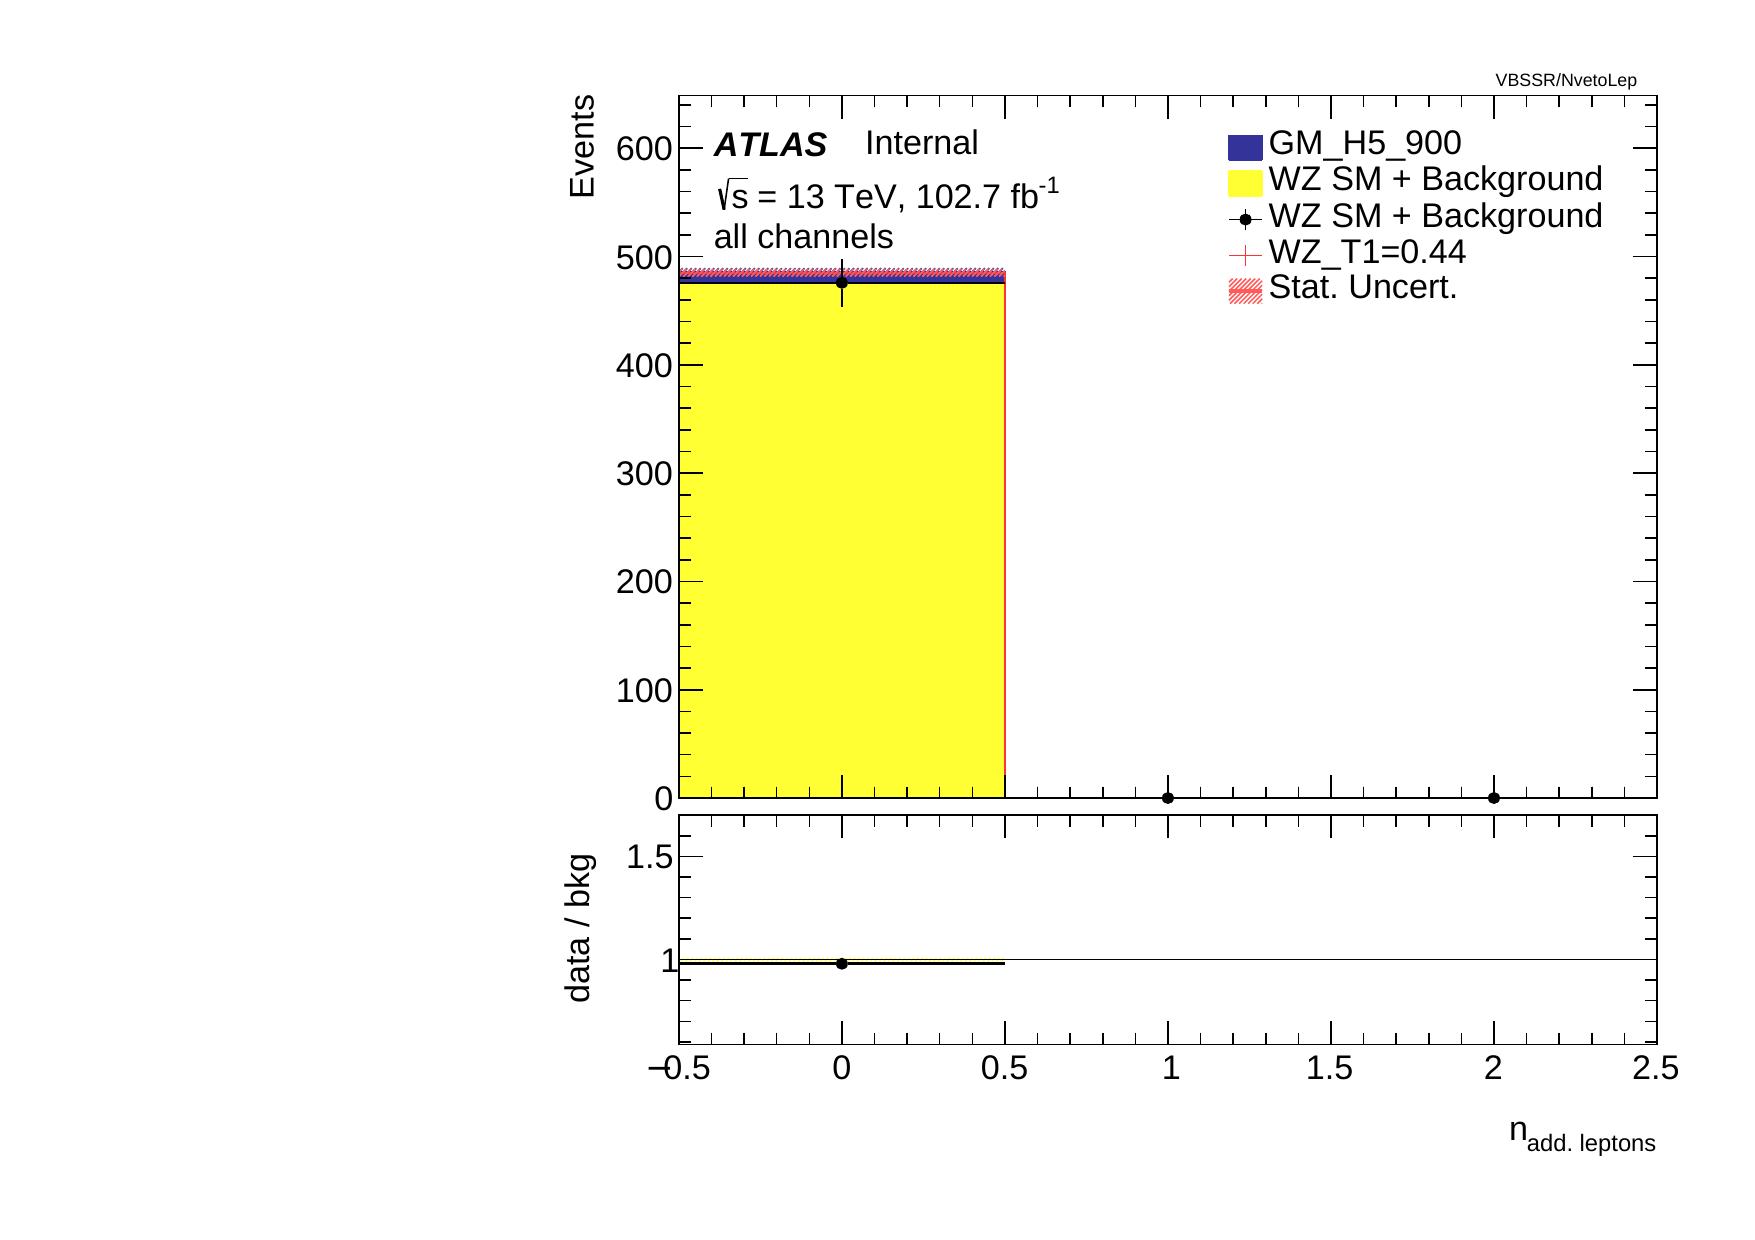 VBSSR/NvetoLep
Events
600
500
400
300
200
100
0
ATLAS Internal
√s = 13 TeV, 102.7 fb-1
all channels
GM_H5_900
WZ SM + Background
WZ SM + Background
WZ_T1=0.44
Stat. Uncert.
data / bkg
1.5
1
−0.5 0 0.5 1 1.5 2 2.5
nadd. leptons